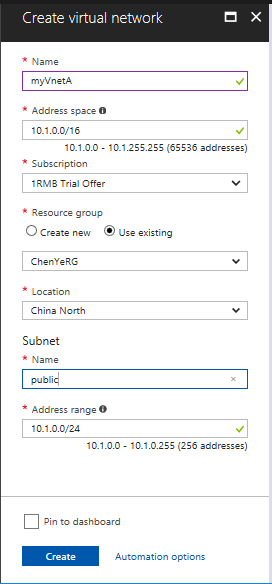 Create virtual network
* Name
myVnetA
* Address space
10.1.0.0/16
10.1.0.0 - 10.1.255.255 (65536 addresses)
* Subscription
1RMB Trial Offer
* Resource group
Create new Use existing
ChenYeRG
* Location
China North
Subnet
* Name
public
* Address range
10.1.0.0/24
10.1.0.0 - 10.1.0.255 (256 addresses)
Pin to dashboard
Create Automation options